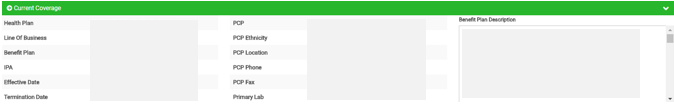 Current Coverage
Health Plan
Line Of Business
Benefit Plan
IPA
Effective Date
Termination Date
PCP
PCP Ethnicity
PCP Location
PCP Phone
PCP Fax
Primary Lab
Benefit Plan Description